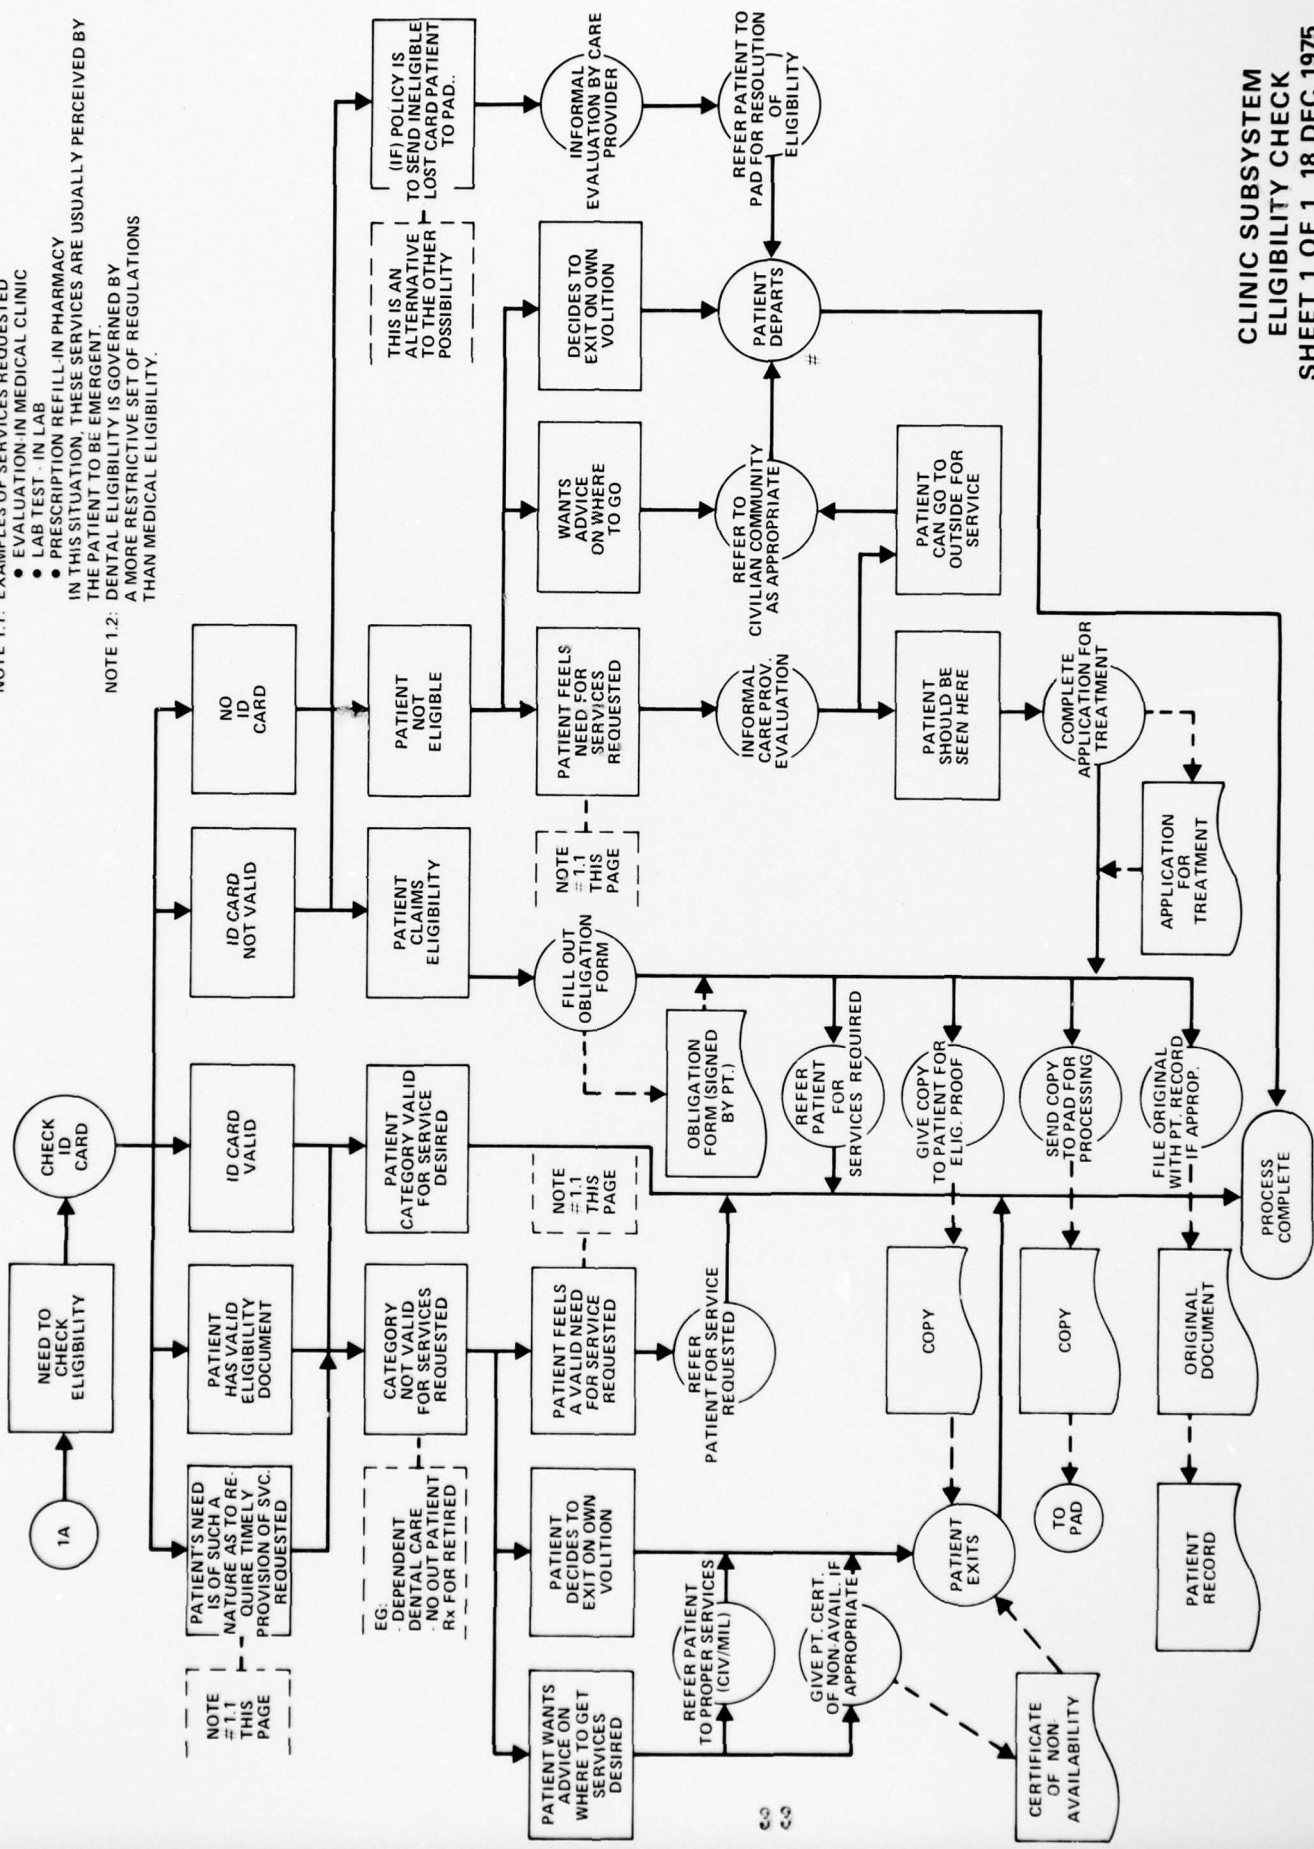 NOTE 1.1: EXAMPLES OF SERVICES REQUESTED
• EVALUATION-IN MEDICAL CLINIC
• LAB TEST - IN LAB
• PRESCRIPTION REFILL-IN PHARMACY
IN THIS SITUATION, THESE SERVICES ARE USUALLY PERCEIVED BY
THE PATIENT TO BE EMERGENT.
NOTE 1.2: DENTAL ELIGIBILITY IS GOVERNED BY
A MORE RESTRICTIVE SET OF REGULATIONS
THAN MEDICAL ELIGIBILITY.
1A
NEED TO
CHECK
ELIGIBILITY
CHECK
ID
CARD
NOTE
#1.1
THIS
PAGE
PATIENT'S NEED
IS OF SUCH A
NATURE AS TO RE-
QUIRE TIMELY
PROVISION OF SVC.
REQUESTED
PATIENT
HAS VALID
ELIGIBILITY
DOCUMENT
ID CARD
VALID
ID CARD
NOT VALID
NO
ID
CARD
EG:
- DEPENDENT
DENTAL CARE
- NO OUT PATIENT
Rx FOR RETIRED
CATEGORY
NOT VALID
FOR SERVICES
REQUESTED
PATIENT
CATEGORY VALID
FOR SERVICE
DESIRED
PATIENT
CLAIMS
ELIGIBILITY
PATIENT
NOT
ELIGIBLE
THIS IS AN
ALTERNATIVE
TO THE OTHER
POSSIBILITY
(IF) POLICY IS
TO SEND INELIGIBLE
LOST CARD PATIENT
TO PAD..
PATIENT WANTS
ADVICE ON
WHERE TO GET
SERVICES
DESIRED
PATIENT
DECIDES TO
EXIT ON OWN
VOLITION
PATIENT FEELS
A VALID NEED
FOR SERVICE
REQUESTED
NOTE
#1.1
THIS
PAGE
FILL OUT
OBLIGATION
FORM
NOTE
#1.1
THIS
PAGE
PATIENT FEELS
NEED FOR
SERVICES
REQUESTED
WANTS
ADVICE
ON WHERE
TO GO
DECIDES TO
EXIT ON OWN
VOLITION
INFORMAL
EVALUATION BY CARE
PROVIDER
REFER PATIENT
TO PROPER SERVICES
(CIV/MIL)
REFER
PATIENT FOR SERVICE
REQUESTED
OBLIGATION
FORM (SIGNED
BY PT.)
INFORMAL
CARE PROV.
EVALUATION
REFER TO
CIVILIAN COMMUNITY
AS APPROPRIATE
PATIENT
DEPARTS
#
REFER PATIENT TO
PAD FOR RESOLUTION
OF
ELIGIBILITY
GIVE PT. CERT.
OF NON-AVAIL. IF
APPROPRIATE
REFER
PATIENT
FOR
SERVICES REQUIRED
PATIENT
EXITS
COPY
GIVE COPY
TO PATIENT FOR
ELIG. PROOF
PATIENT
SHOULD BE
SEEN HERE
PATIENT
CAN GO TO
OUTSIDE FOR
SERVICE
CERTIFICATE
OF NON-
AVAILABILITY
TO
PAD
COPY
SEND COPY
TO PAD FOR
PROCESSING
COMPLETE
APPLICATION FOR
TREATMENT
PATIENT
RECORD
ORIGINAL
DOCUMENT
FILE ORIGINAL
WITH PT. RECORD
IF APPROP.
APPLICATION
FOR
TREATMENT
PROCESS
COMPLETE
CLINIC SUBSYSTEM
ELIGIBILITY CHECK
SHEET 1 OF 1 18 DEC 1975